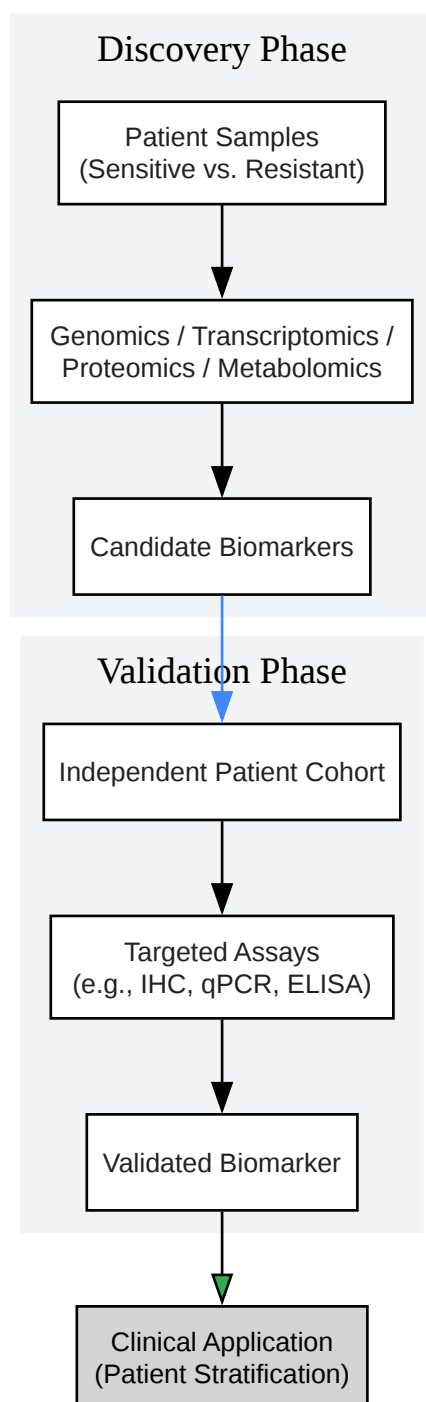 Discovery Phase
Patient Samples
(Sensitive vs. Resistant)
Genomics / Transcriptomics /
Proteomics / Metabolomics
Candidate Biomarkers
Validation Phase
Independent Patient Cohort
Targeted Assays
(e.g., IHC, qPCR, ELISA)
Validated Biomarker
Clinical Application
(Patient Stratification)